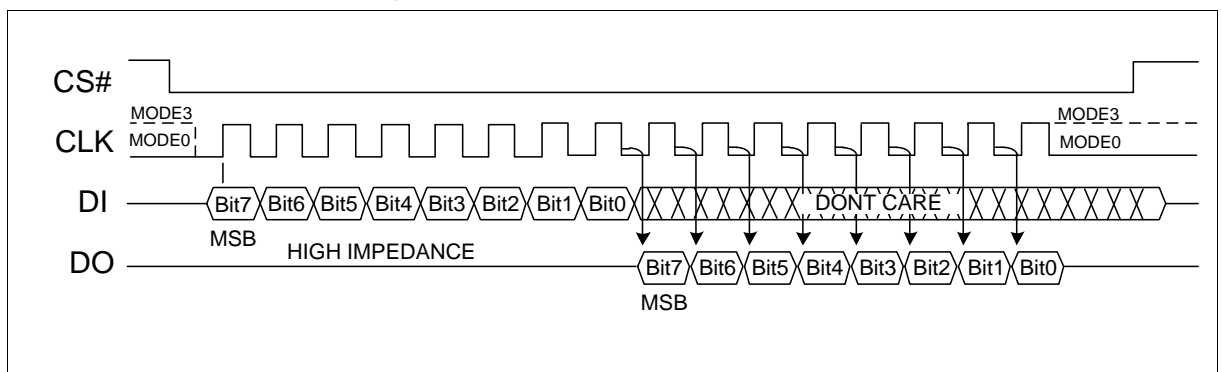 CS#
MODE3 MODE3
CLK MODE0 MODE0
DI Bit7 Bit6 Bit5 Bit4 Bit3 Bit2 Bit1 Bit0 DONT CARE
MSB
DO HIGH IMPEDANCE Bit7 Bit6 Bit5 Bit4 Bit3 Bit2 Bit1 Bit0
MSB